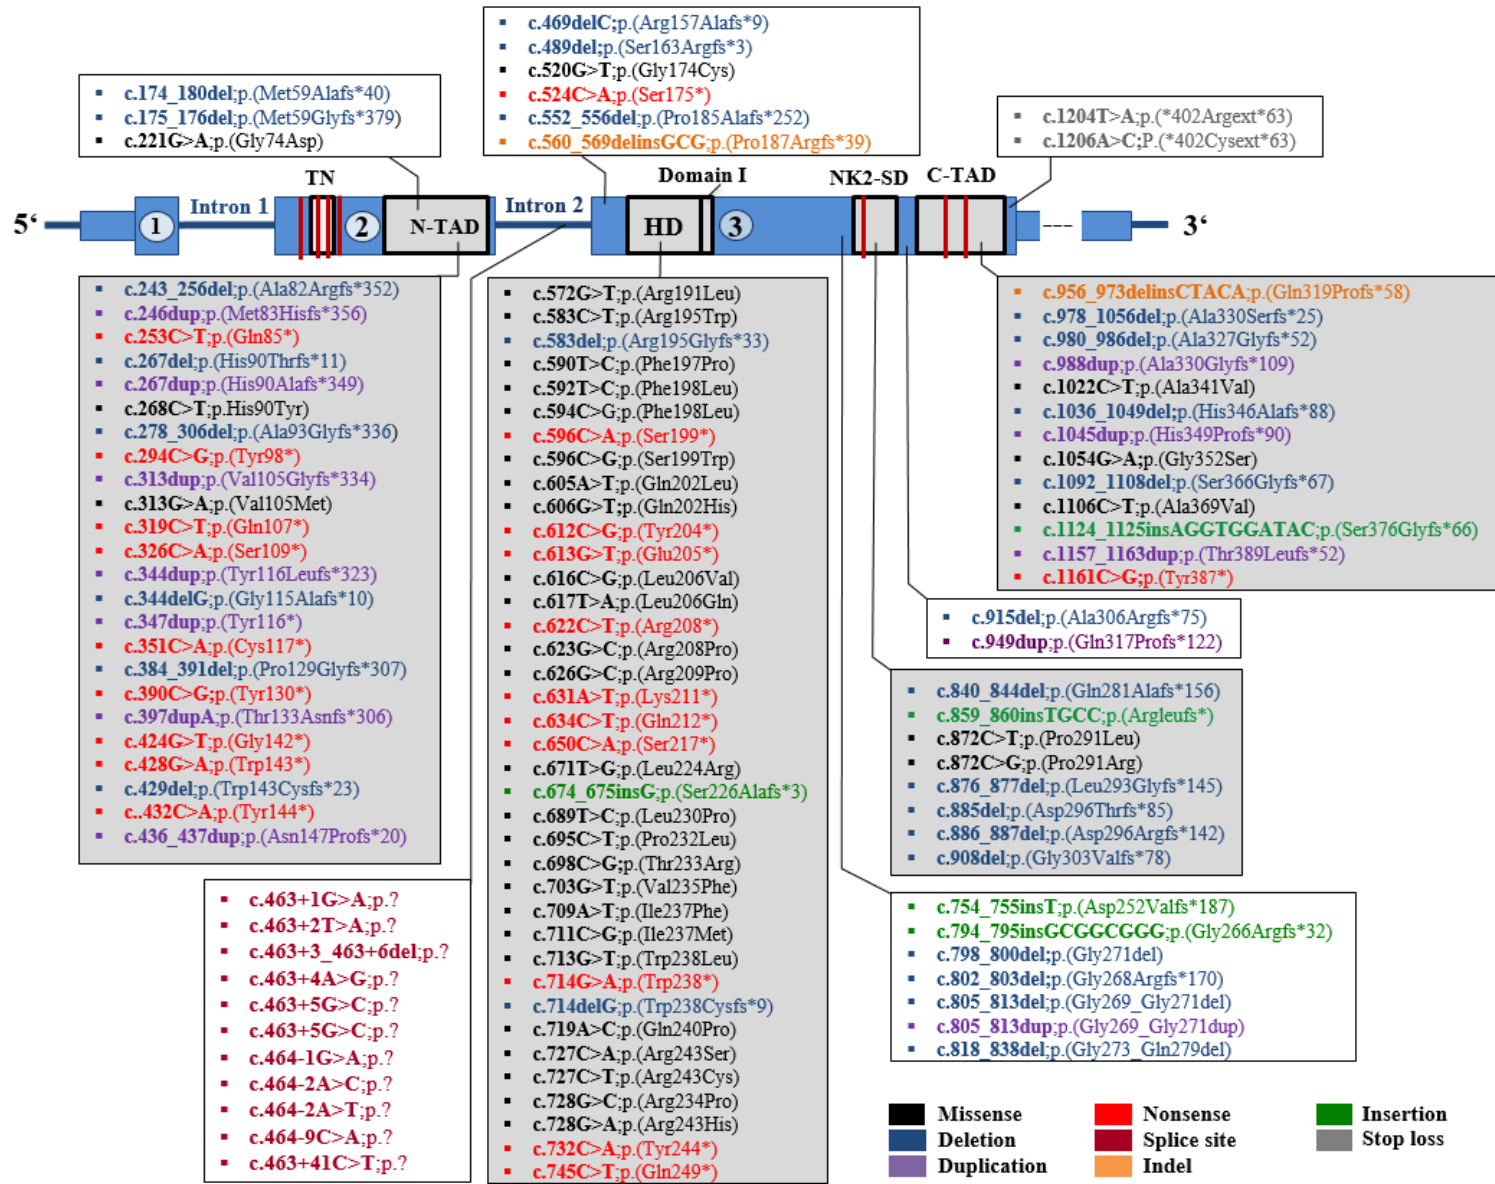 c.469delC;p.(Arg157Alafs*9)
c.489del;p.(Ser163Argfs*3)
c.520G>T;p.(Gly174Cys)
c.524C>A;p.(Ser175*)
c.552_556del;p.(Pro185Alafs*252)
c.560_569delinsGCG;p.(Pro187Argfs*39)
c.174_180del;p.(Met59Alafs*40)
c.175_176del;p.(Met59Glyfs*379)
c.221G>A;p.(Gly74Asp)
c.1204T>A;p.(*402Argext*63)
c.1206A>C;P.(*402Cysext*63)
TN
Domain I
NK2-SD
C-TAD
5‘
1
Intron 1
2
N-TAD
Intron 2
HD
3
3‘
c.243_256del;p.(Ala82Argfs*352)
c.246dup;p.(Met83Hisfs*356)
c.253C>T;p.(Gln85*)
c.267del;p.(His90Thrfs*11)
c.267dup;p.(His90Alafs*349)
c.268C>T;p.His90Tyr)
c.278_306del;p.(Ala93Glyfs*336)
c.294C>G;p.(Tyr98*)
c.313dup;p.(Val105Glyfs*334)
c.313G>A;p.(Val105Met)
c.319C>T;p.(Gln107*)
c.326C>A;p.(Ser109*)
c.344dup;p.(Tyr116Leufs*323)
c.344delG;p.(Gly115Alafs*10)
c.347dup;p.(Tyr116*)
c.351C>A;p.(Cys117*)
c.384_391del;p.(Pro129Glyfs*307)
c.390C>G;p.(Tyr130*)
c.397dupA;p.(Thr133Asnfs*306)
c.424G>T;p.(Gly142*)
c.428G>A;p.(Trp143*)
c.429del;p.(Trp143Cysfs*23)
c..432C>A;p.(Tyr144*)
c.436_437dup;p.(Asn147Profs*20)
c.463+1G>A;p.?
c.463+2T>A;p.?
c.463+3_463+6del;p.?
c.463+4A>G;p.?
c.463+5G>C;p.?
c.463+5G>C;p.?
c.464-1G>A;p.?
c.464-2A>C;p.?
c.464-2A>T;p.?
c.464-9C>A;p.?
c.463+41C>T;p.?
c.572G>T;p.(Arg191Leu)
c.583C>T;p.(Arg195Trp)
c.583del;p.(Arg195Glyfs*33)
c.590T>C;p.(Phe197Pro)
c.592T>C;p.(Phe198Leu)
c.594C>G;p.(Phe198Leu)
c.596C>A;p.(Ser199*)
c.596C>G;p.(Ser199Trp)
c.605A>T;p.(Gln202Leu)
c.606G>T;p.(Gln202His)
c.612C>G;p.(Tyr204*)
c.613G>T;p.(Glu205*)
c.616C>G;p.(Leu206Val)
c.617T>A;p.(Leu206Gln)
c.622C>T;p.(Arg208*)
c.623G>C;p.(Arg208Pro)
c.626G>C;p.(Arg209Pro)
c.631A>T;p.(Lys211*)
c.634C>T;p.(Gln212*)
c.650C>A;p.(Ser217*)
c.671T>G;p.(Leu224Arg)
c.674_675insG;p.(Ser226Alafs*3)
c.689T>C;p.(Leu230Pro)
c.695C>T;p.(Pro232Leu)
c.698C>G;p.(Thr233Arg)
c.703G>T;p.(Val235Phe)
c.709A>T;p.(Ile237Phe)
c.711C>G;p.(Ile237Met)
c.713G>T;p.(Trp238Leu)
c.714G>A;p.(Trp238*)
c.714delG;p.(Trp238Cysfs*9)
c.719A>C;p.(Gln240Pro)
c.727C>A;p.(Arg243Ser)
c.727C>T;p.(Arg243Cys)
c.728G>C;p.(Arg234Pro)
c.728G>A;p.(Arg243His)
c.732C>A;p.(Tyr244*)
c.745C>T;p.(Gln249*)
c.956_973delinsCTACA;p.(Gln319Profs*58)
c.978_1056del;p.(Ala330Serfs*25)
c.980_986del;p.(Ala327Glyfs*52)
c.988dup;p.(Ala330Glyfs*109)
c.1022C>T;p.(Ala341Val)
c.1036_1049del;p.(His346Alafs*88)
c.1045dup;p.(His349Profs*90)
c.1054G>A;p.(Gly352Ser)
c.1092_1108del;p.(Ser366Glyfs*67)
c.1106C>T;p.(Ala369Val)
c.1124_1125insAGGTGGATAC;p.(Ser376Glyfs*66)
c.1157_1163dup;p.(Thr389Leufs*52)
c.1161C>G;p.(Tyr387*)
c.915del;p.(Ala306Argfs*75)
c.949dup;p.(Gln317Profs*122)
c.840_844del;p.(Gln281Alafs*156)
c.859_860insTGCC;p.(Argleufs*)
c.872C>T;p.(Pro291Leu)
c.872C>G;p.(Pro291Arg)
c.876_877del;p.(Leu293Glyfs*145)
c.885del;p.(Asp296Thrfs*85)
c.886_887del;p.(Asp296Argfs*142)
c.908del;p.(Gly303Valfs*78)
c.754_755insT;p.(Asp252Valfs*187)
c.794_795insGCGGCGGG;p.(Gly266Argfs*32)
c.798_800del;p.(Gly271del)
c.802_803del;p.(Gly268Argfs*170)
c.805_813del;p.(Gly269_Gly271del)
c.805_813dup;p.(Gly269_Gly271dup)
c.818_838del;p.(Gly273_Gln279del)
Missense
Deletion
Duplication
Nonsense
Splice site
Indel
Insertion
Stop loss